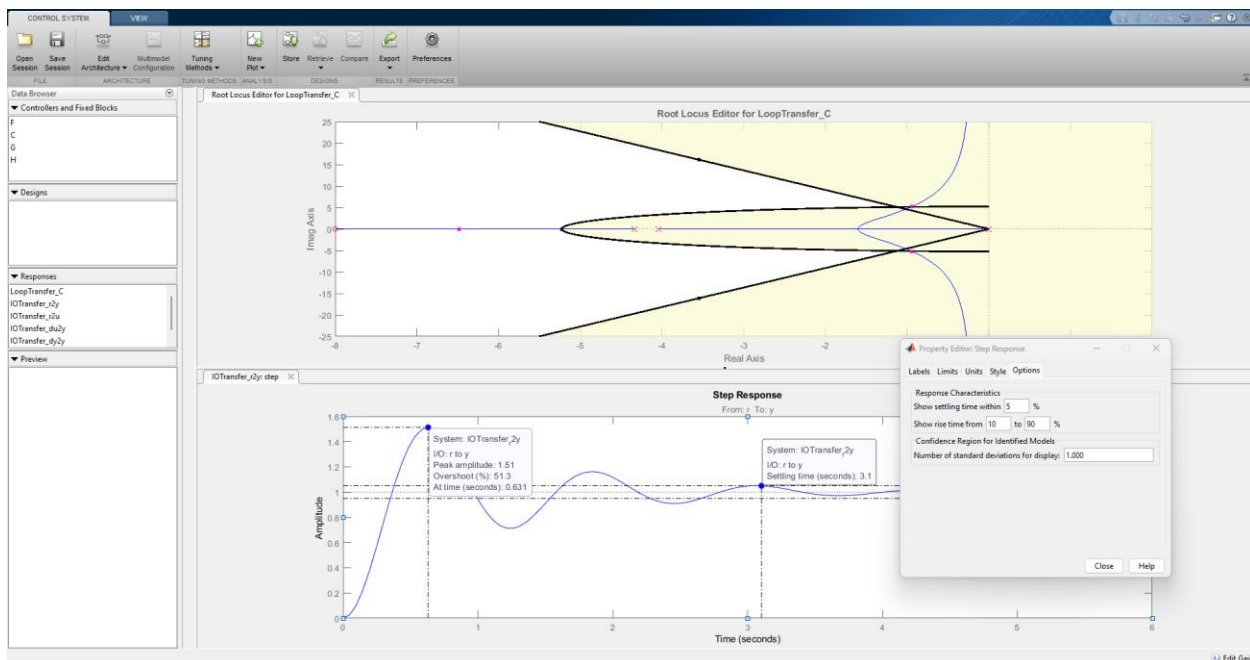 CONTROL SYSTEM VIEW
Open Session
Save Session
Edit Architecture
Multimodel Configuration
Tuning Methods
New Plot
Store
Retrieve
Compare
Export
Preferences
FILE ARCHITECTURE TUNING METHODS ANALYSIS DESIGNS RESULTS PREFERENCES
Data Browser
Controllers and Fixed Blocks
F
C
G
H
Designs
Responses
LoopTransfer_C
IOTransfer_r2y
IOTransfer_r2u
IOTransfer_du2y
IOTransfer_dy2y
Preview
Root Locus Editor for LoopTransfer_C
Root Locus Editor for LoopTransfer_C
Imag Axis
25
20
15
10
5
0
-5
-10
-15
-20
-25
-8 -7 -6 -5 -4 -3 -2
Real Axis
IOTransfer_r2y: step
Step Response
From: r To: y
Amplitude
1.6
1.4
1.2
1
0.8
0.6
0.4
0.2
0
0 1 2 3 4 5 6
Time (seconds)
System: IOTransfer_r2y
I/O: r to y
Peak amplitude: 1.51
Overshoot (%): 51.3
At time (seconds): 0.631
System: IOTransfer_r2y
I/O: r to y
Settling time (seconds): 3.1
Property Editor: Step Response
Labels Limits Units Style Options
Response Characteristics
Show settling time within 5 %
Show rise time from 10 to 90 %
Confidence Region for Identified Models
Number of standard deviations for display: 1,000
Close Help